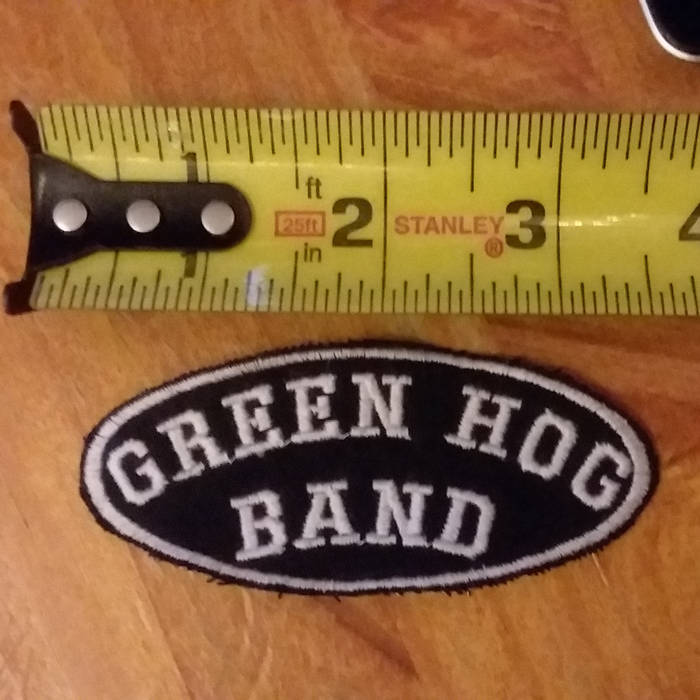 1
ft
25ft
in
2
STANLEY®
3
4
GREEN HOG
BAND